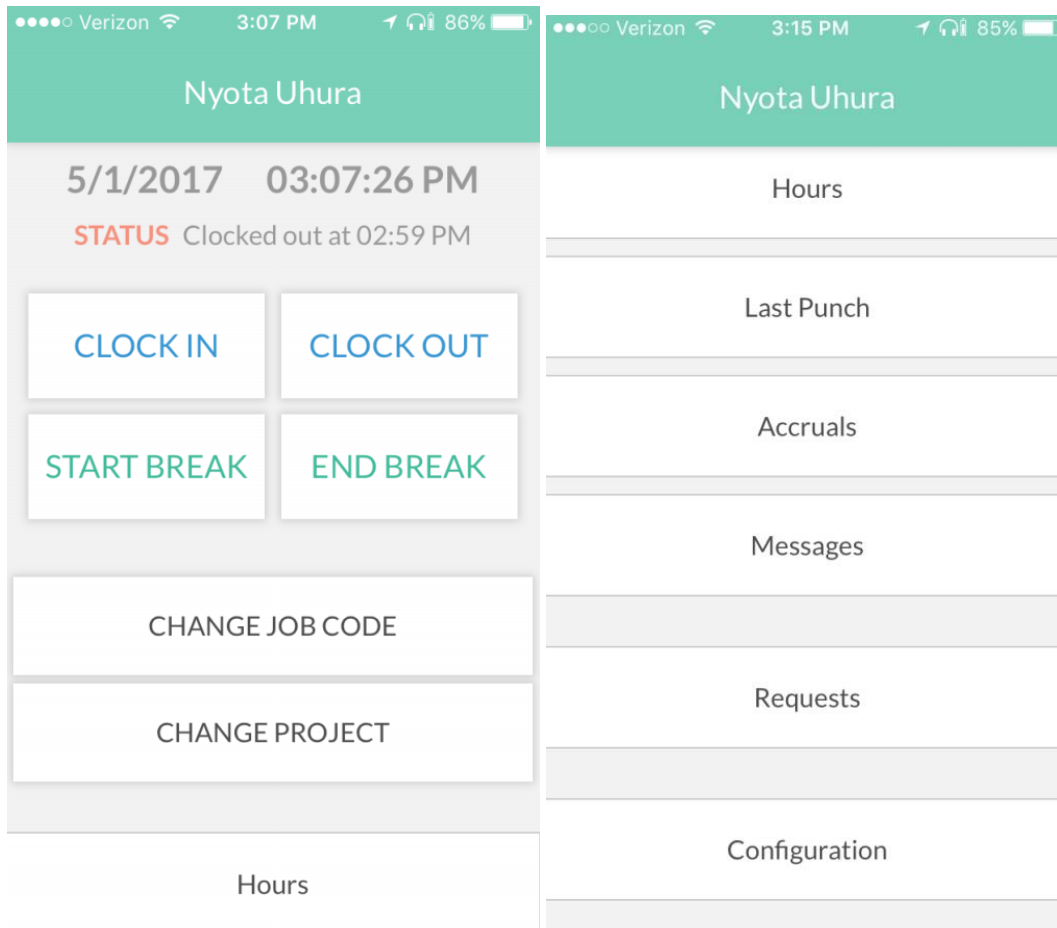 Verizon 3:07 PM 86%
Nyota Uhura
5/1/2017 03:07:26 PM
STATUS Clocked out at 02:59 PM
CLOCK IN CLOCK OUT
START BREAK END BREAK
CHANGE JOB CODE
CHANGE PROJECT
Hours
Verizon 3:15 PM 85%
Nyota Uhura
Hours
Last Punch
Accruals
Messages
Requests
Configuration